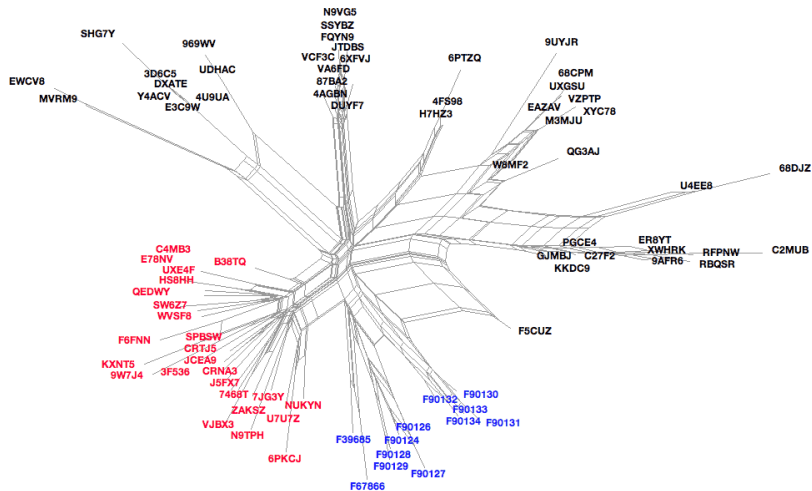 N9VG5
SSYBZ
SHG7Y
FQYN9
969WV
JTDBS
9UYJR
VCF3C
6XFVJ
6PTZQ
UDHAC
VA6FD
3D6C5
68CPM
EWCV8
DXATE
87BA2
UXGSU
MVRM9
Y4ACV
4U9UA
4AGBN
4FS98
VZPTP
E3C9W
DUYF7
H7HZ3
EAZAV
XYC78
M3MJU
QG3AJ
W8MF2
68DJZ
U4EE8
C4MB3
PGCE4
ER8YT
E78NV
B38TQ
GJMBJ
C27F2
XWHRK
RFPNW
C2MUB
UXE4F
KKDC9
9AFR6
RBQSR
HS8HH
QEDWY
SW6Z7
WVSF8
F5CUZ
F6FNN
SPBSW
CRTJ5
KXNT5
JCEA9
9W7J4
3F536
CRNA3
J5FX7
7468T
7JG3Y
F90130
ZAKSZ
NUKYN
F90132
F90133
VJBX3
U7U7Z
F90134
F90131
N9TPH
F90126
F39685
F90124
6PKCJ
F90128
F90129
F90127
F67866